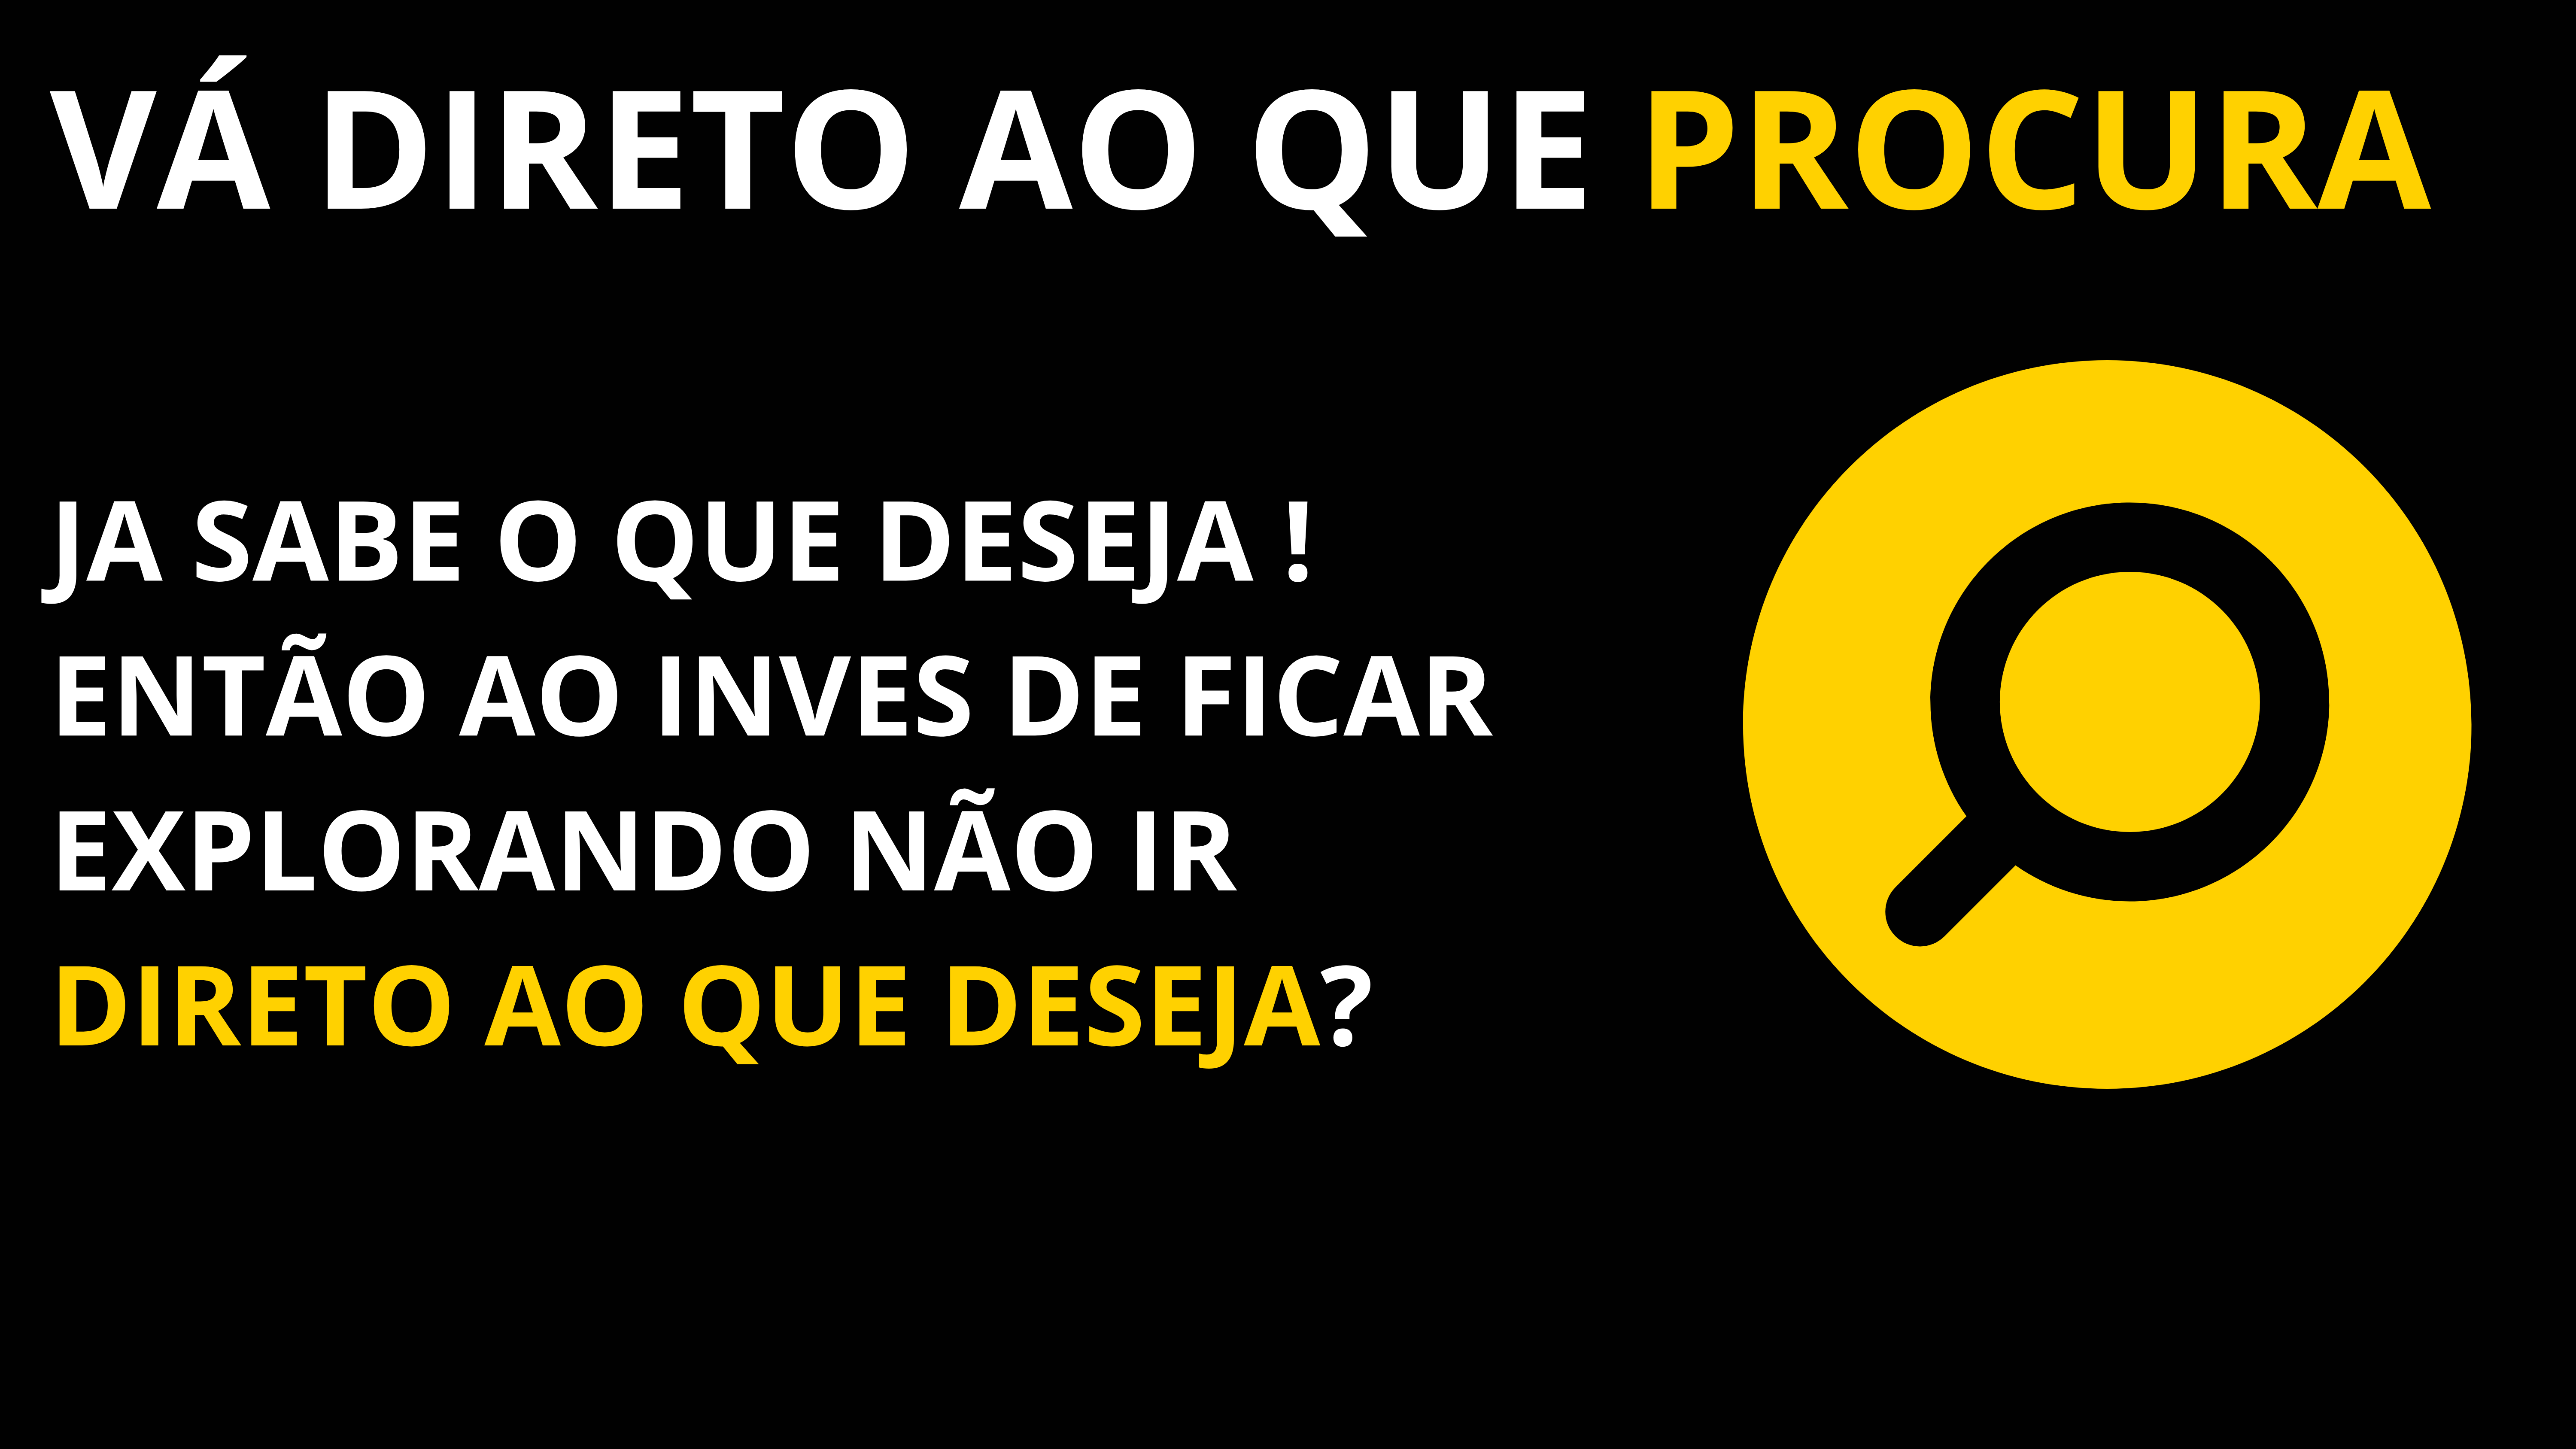 VÁ DIRETO AO QUE PROCURA
JA SABE O QUE DESEJA !
ENTÃO AO INVES DE FICAR
EXPLORANDO NÃO IR
DIRETO AO QUE DESEJA?